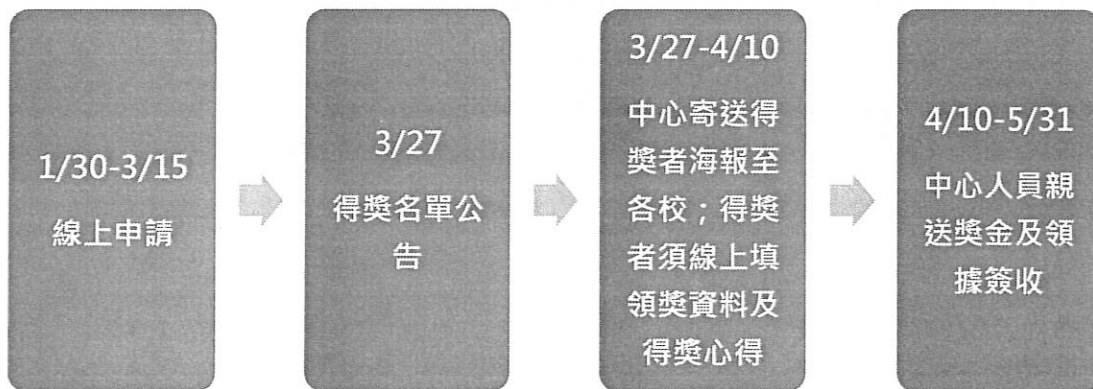 1/30-3/15
線上申請
3/27
得獎名單公
告
3/27-4/10
中心寄送得
獎者海報至
各校；得獎
者須線上填
領獎資料及
得獎心得
4/10-5/31
中心人員親
送獎金及領
據簽收